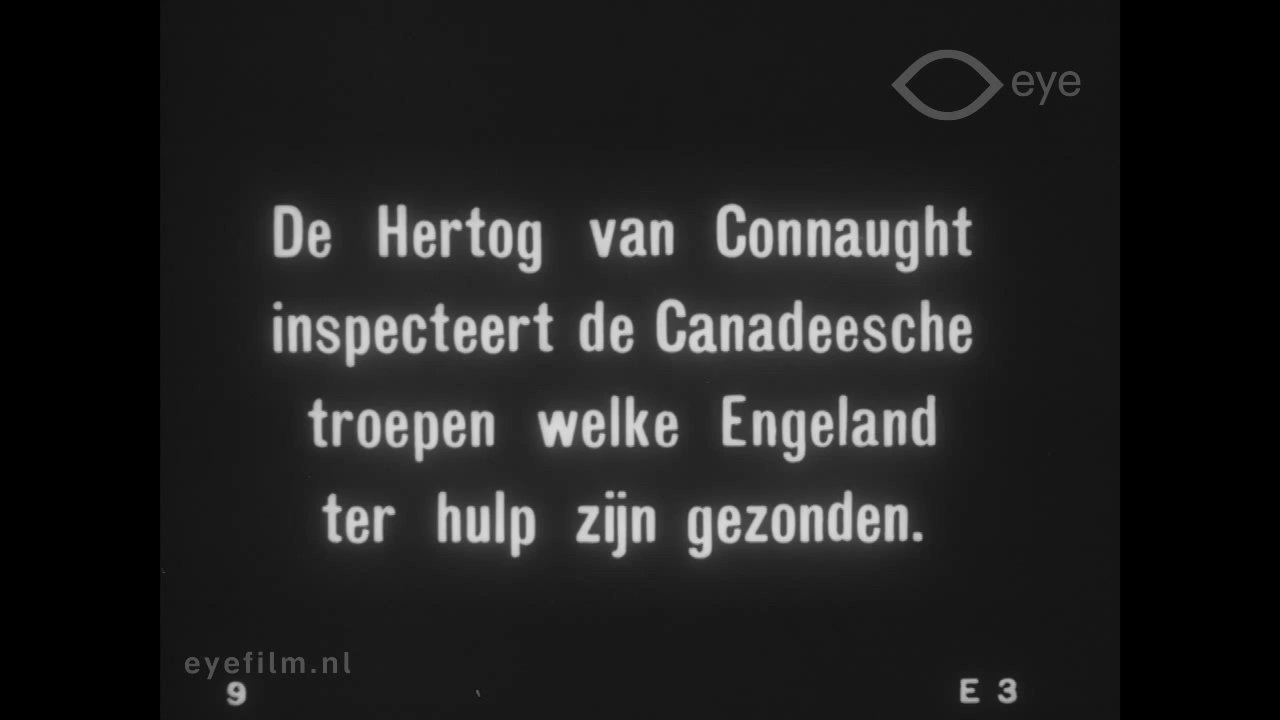 eye
De Hertog van Connaught
inspecteert de Canadeesche
troepen welke Engeland
ter hulp zijn gezonden.
eyefilm.nl
9
E 3